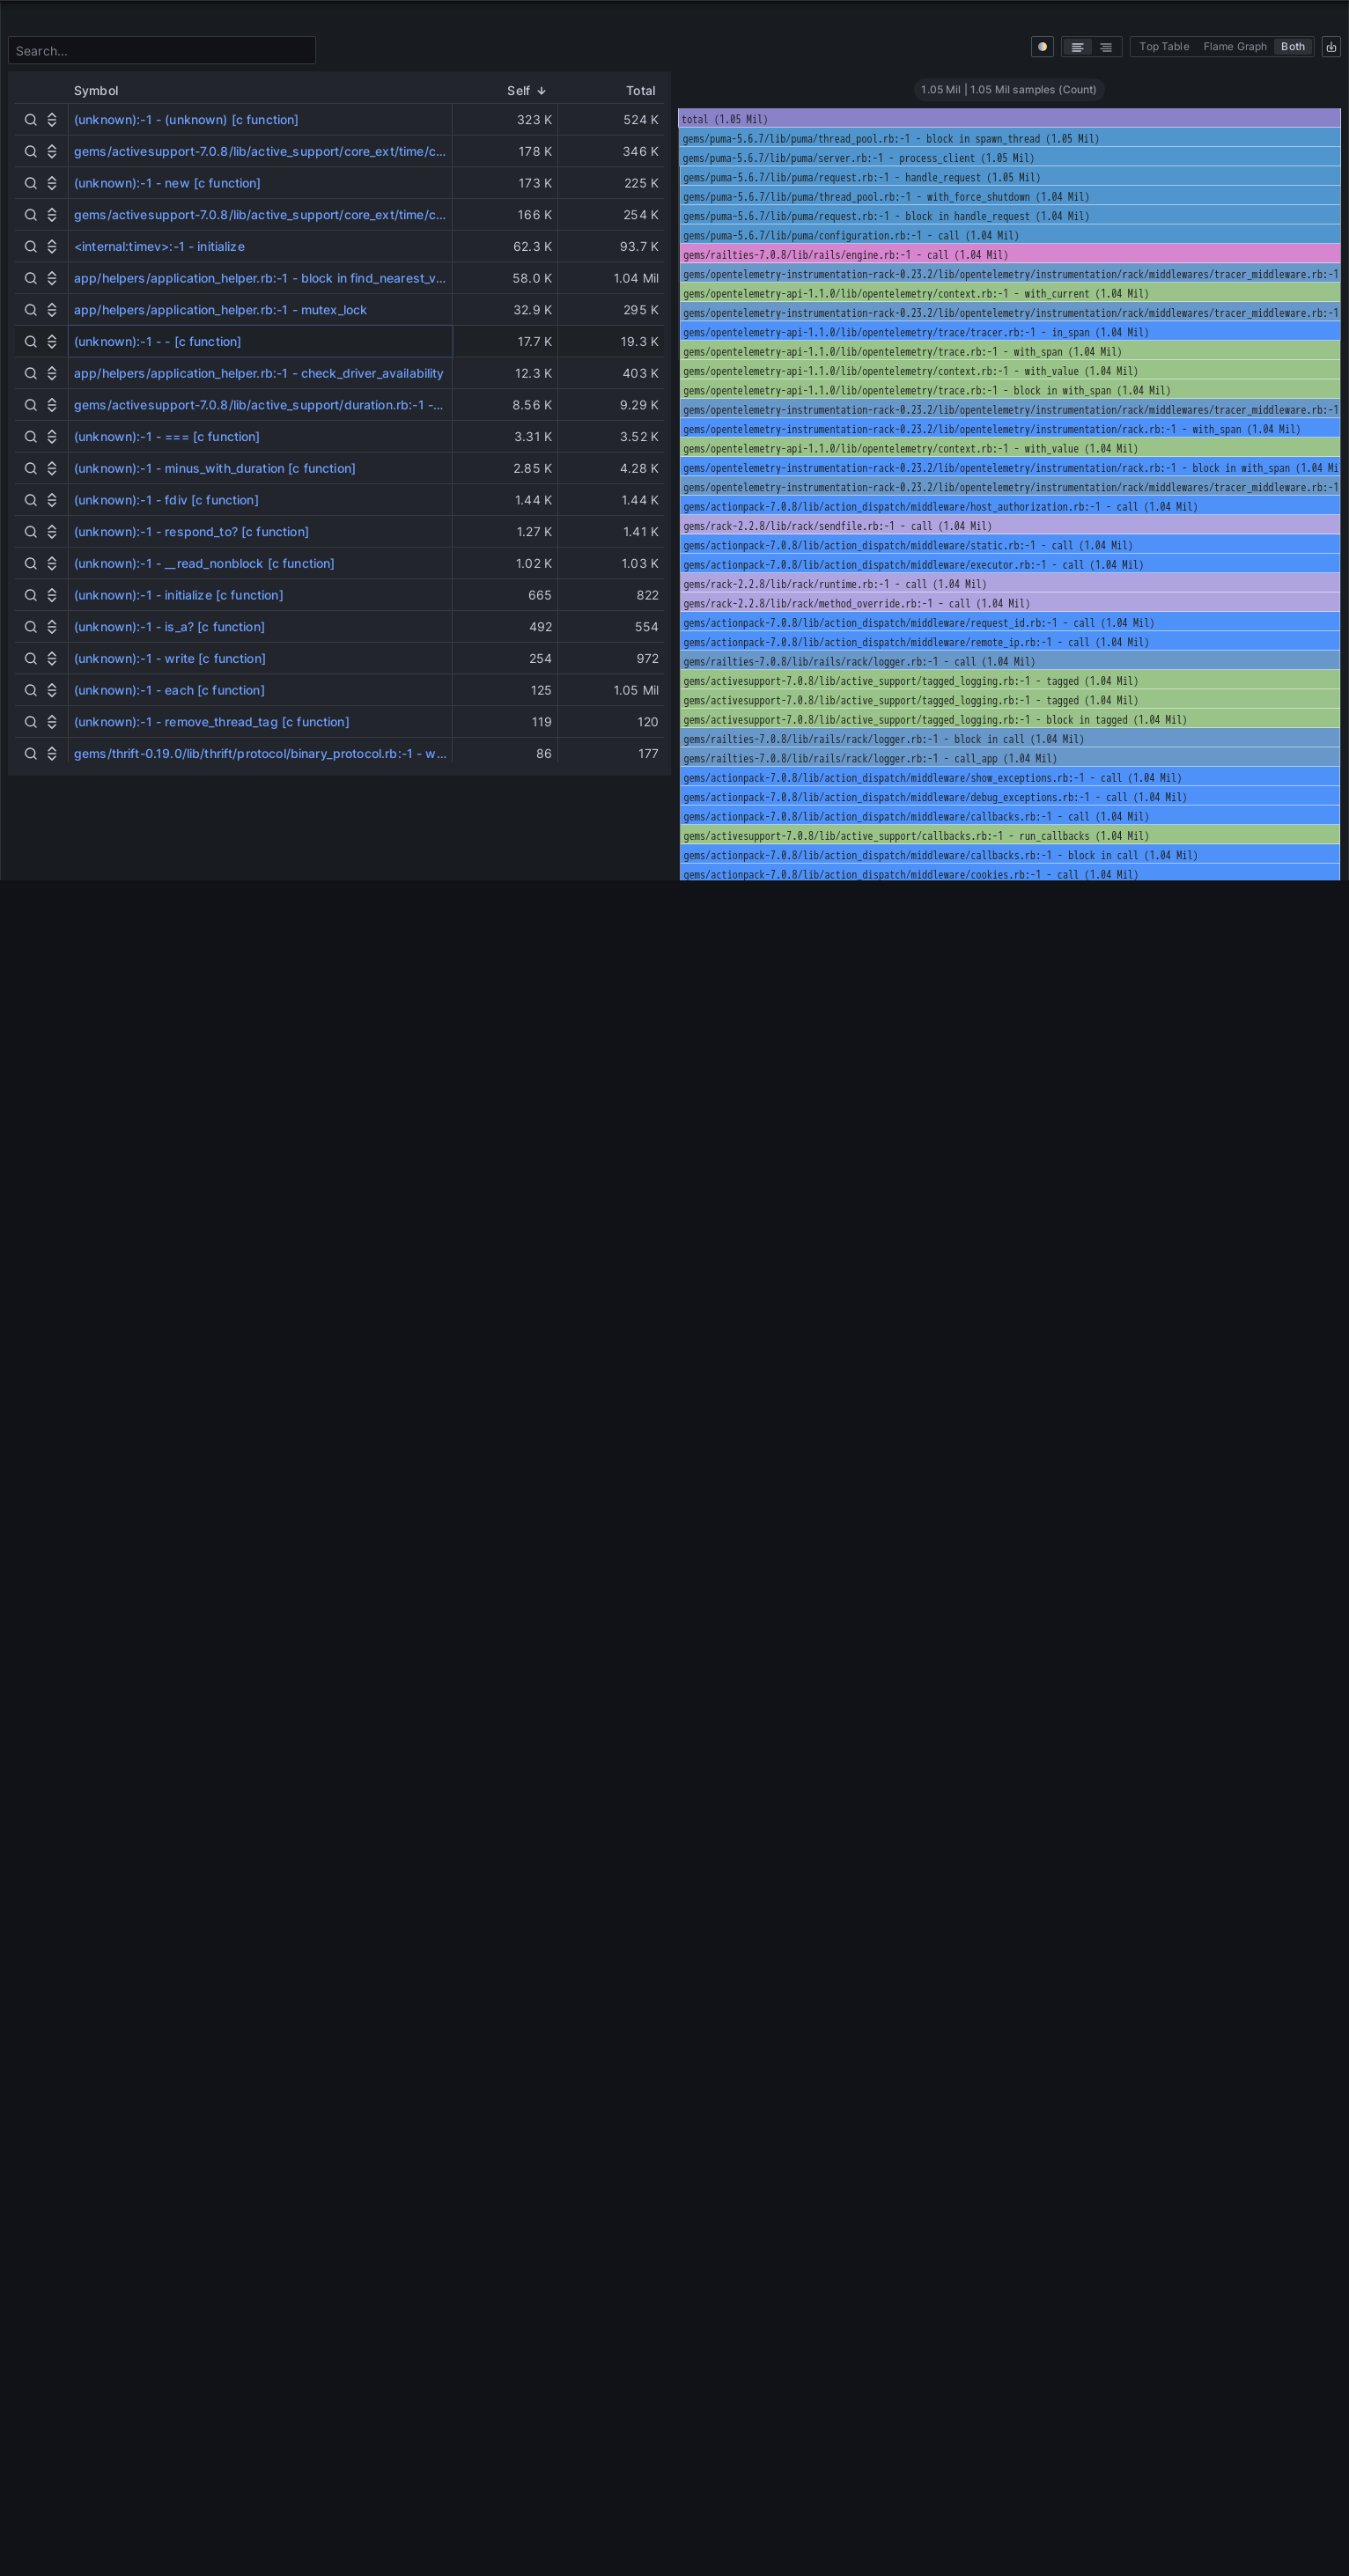 Search...
Top Table Flame Graph Both
Symbol Self Total
(unknown):-1 - (unknown) [c function] 323 K 524 K
gems/activesupport-7.0.8/lib/active_support/core_ext/time/c... 178 K 346 K
(unknown):-1 - new [c function] 173 K 225 K
gems/activesupport-7.0.8/lib/active_support/core_ext/time/c... 166 K 254 K
<internal:timev>:-1 - initialize 62.3 K 93.7 K
app/helpers/application_helper.rb:-1 - block in find_nearest_v... 58.0 K 1.04 Mil
app/helpers/application_helper.rb:-1 - mutex_lock 32.9 K 295 K
(unknown):-1 - - [c function] 17.7 K 19.3 K
app/helpers/application_helper.rb:-1 - check_driver_availability 12.3 K 403 K
gems/activesupport-7.0.8/lib/active_support/duration.rb:-1 -... 8.56 K 9.29 K
(unknown):-1 - === [c function] 3.31 K 3.52 K
(unknown):-1 - minus_with_duration [c function] 2.85 K 4.28 K
(unknown):-1 - fdiv [c function] 1.44 K 1.44 K
(unknown):-1 - respond_to? [c function] 1.27 K 1.41 K
(unknown):-1 - __read_nonblock [c function] 1.02 K 1.03 K
(unknown):-1 - initialize [c function] 665 822
(unknown):-1 - is_a? [c function] 492 554
(unknown):-1 - write [c function] 254 972
(unknown):-1 - each [c function] 125 1.05 Mil
(unknown):-1 - remove_thread_tag [c function] 119 120
gems/thrift-0.19.0/lib/thrift/protocol/binary_protocol.rb:-1 - w... 86 177
1.05 Mil | 1.05 Mil samples (Count)
total (1.05 Mil)
gems/puma-5.6.7/lib/puma/thread_pool.rb:-1 - block in spawn_thread (1.05 Mil)
gems/puma-5.6.7/lib/puma/server.rb:-1 - process_client (1.05 Mil)
gems/puma-5.6.7/lib/puma/request.rb:-1 - handle_request (1.05 Mil)
gems/puma-5.6.7/lib/puma/thread_pool.rb:-1 - with_force_shutdown (1.04 Mil)
gems/puma-5.6.7/lib/puma/request.rb:-1 - block in handle_request (1.04 Mil)
gems/puma-5.6.7/lib/puma/configuration.rb:-1 - call (1.04 Mil)
gems/railties-7.0.8/lib/rails/engine.rb:-1 - call (1.04 Mil)
gems/opentelemetry-instrumentation-rack-0.23.2/lib/opentelemetry/instrumentation/rack/middlewares/tracer_middleware.rb:-1
gems/opentelemetry-api-1.1.0/lib/opentelemetry/context.rb:-1 - with_current (1.04 Mil)
gems/opentelemetry-instrumentation-rack-0.23.2/lib/opentelemetry/instrumentation/rack/middlewares/tracer_middleware.rb:-1
gems/opentelemetry-api-1.1.0/lib/opentelemetry/trace/tracer.rb:-1 - in_span (1.04 Mil)
gems/opentelemetry-api-1.1.0/lib/opentelemetry/trace.rb:-1 - with_span (1.04 Mil)
gems/opentelemetry-api-1.1.0/lib/opentelemetry/context.rb:-1 - with_value (1.04 Mil)
gems/opentelemetry-api-1.1.0/lib/opentelemetry/trace.rb:-1 - block in with_span (1.04 Mil)
gems/opentelemetry-instrumentation-rack-0.23.2/lib/opentelemetry/instrumentation/rack/middlewares/tracer_middleware.rb:-1
gems/opentelemetry-instrumentation-rack-0.23.2/lib/opentelemetry/instrumentation/rack.rb:-1 - with_span (1.04 Mil)
gems/opentelemetry-api-1.1.0/lib/opentelemetry/context.rb:-1 - with_value (1.04 Mil)
gems/opentelemetry-instrumentation-rack-0.23.2/lib/opentelemetry/instrumentation/rack.rb:-1 - block in with_span (1.04 Mi
gems/opentelemetry-instrumentation-rack-0.23.2/lib/opentelemetry/instrumentation/rack/middlewares/tracer_middleware.rb:-1
gems/actionpack-7.0.8/lib/action_dispatch/middleware/host_authorization.rb:-1 - call (1.04 Mil)
gems/rack-2.2.8/lib/rack/sendfile.rb:-1 - call (1.04 Mil)
gems/actionpack-7.0.8/lib/action_dispatch/middleware/static.rb:-1 - call (1.04 Mil)
gems/actionpack-7.0.8/lib/action_dispatch/middleware/executor.rb:-1 - call (1.04 Mil)
gems/rack-2.2.8/lib/rack/runtime.rb:-1 - call (1.04 Mil)
gems/rack-2.2.8/lib/rack/method_override.rb:-1 - call (1.04 Mil)
gems/actionpack-7.0.8/lib/action_dispatch/middleware/request_id.rb:-1 - call (1.04 Mil)
gems/actionpack-7.0.8/lib/action_dispatch/middleware/remote_ip.rb:-1 - call (1.04 Mil)
gems/railties-7.0.8/lib/rails/rack/logger.rb:-1 - call (1.04 Mil)
gems/activesupport-7.0.8/lib/active_support/tagged_logging.rb:-1 - tagged (1.04 Mil)
gems/activesupport-7.0.8/lib/active_support/tagged_logging.rb:-1 - tagged (1.04 Mil)
gems/activesupport-7.0.8/lib/active_support/tagged_logging.rb:-1 - block in tagged (1.04 Mil)
gems/railties-7.0.8/lib/rails/rack/logger.rb:-1 - block in call (1.04 Mil)
gems/railties-7.0.8/lib/rails/rack/logger.rb:-1 - call_app (1.04 Mil)
gems/actionpack-7.0.8/lib/action_dispatch/middleware/show_exceptions.rb:-1 - call (1.04 Mil)
gems/actionpack-7.0.8/lib/action_dispatch/middleware/debug_exceptions.rb:-1 - call (1.04 Mil)
gems/actionpack-7.0.8/lib/action_dispatch/middleware/callbacks.rb:-1 - call (1.04 Mil)
gems/activesupport-7.0.8/lib/active_support/callbacks.rb:-1 - run_callbacks (1.04 Mil)
gems/actionpack-7.0.8/lib/action_dispatch/middleware/callbacks.rb:-1 - block in call (1.04 Mil)
gems/actionpack-7.0.8/lib/action_dispatch/middleware/cookies.rb:-1 - call (1.04 Mil)